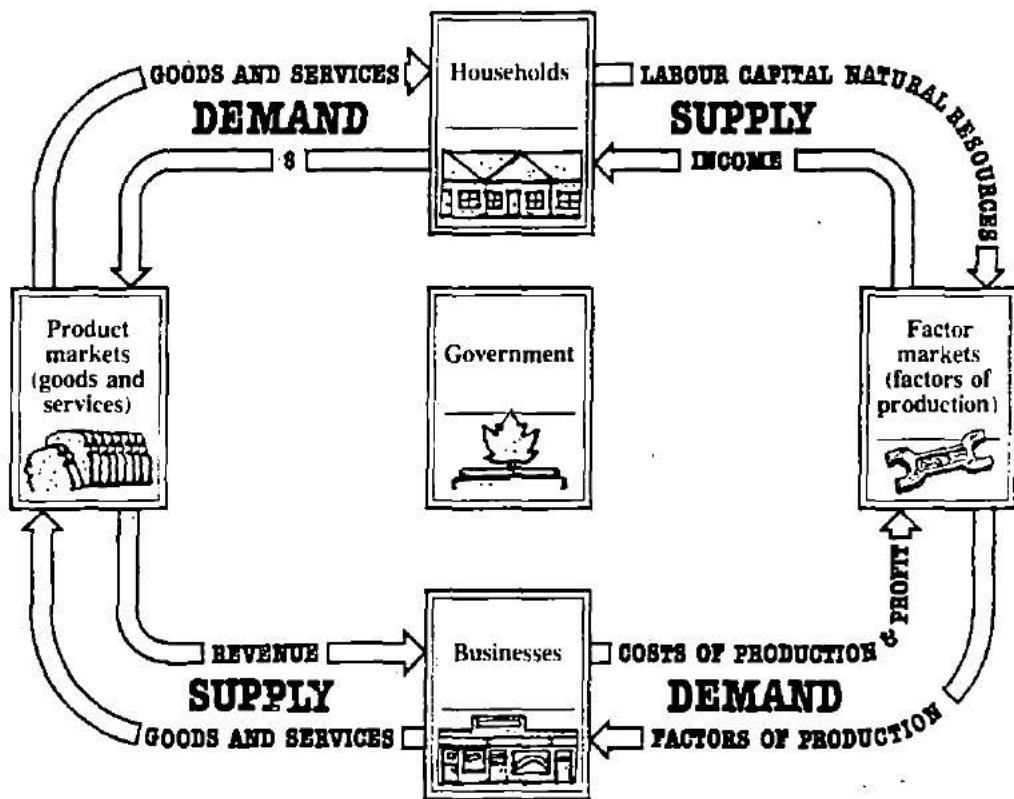 GOODS AND SERVICES
DEMAND
$
Households
LABOUR CAPITAL NATURAL RESOURCES
SUPPLY
INCOME
Product
markets
(goods and
services)
Government
Factor
markets
(factors of
production)
REVENUE
SUPPLY
GOODS AND SERVICES
Businesses
COSTS OF PRODUCTION & PROFIT
DEMAND
FACTORS OF PRODUCTION